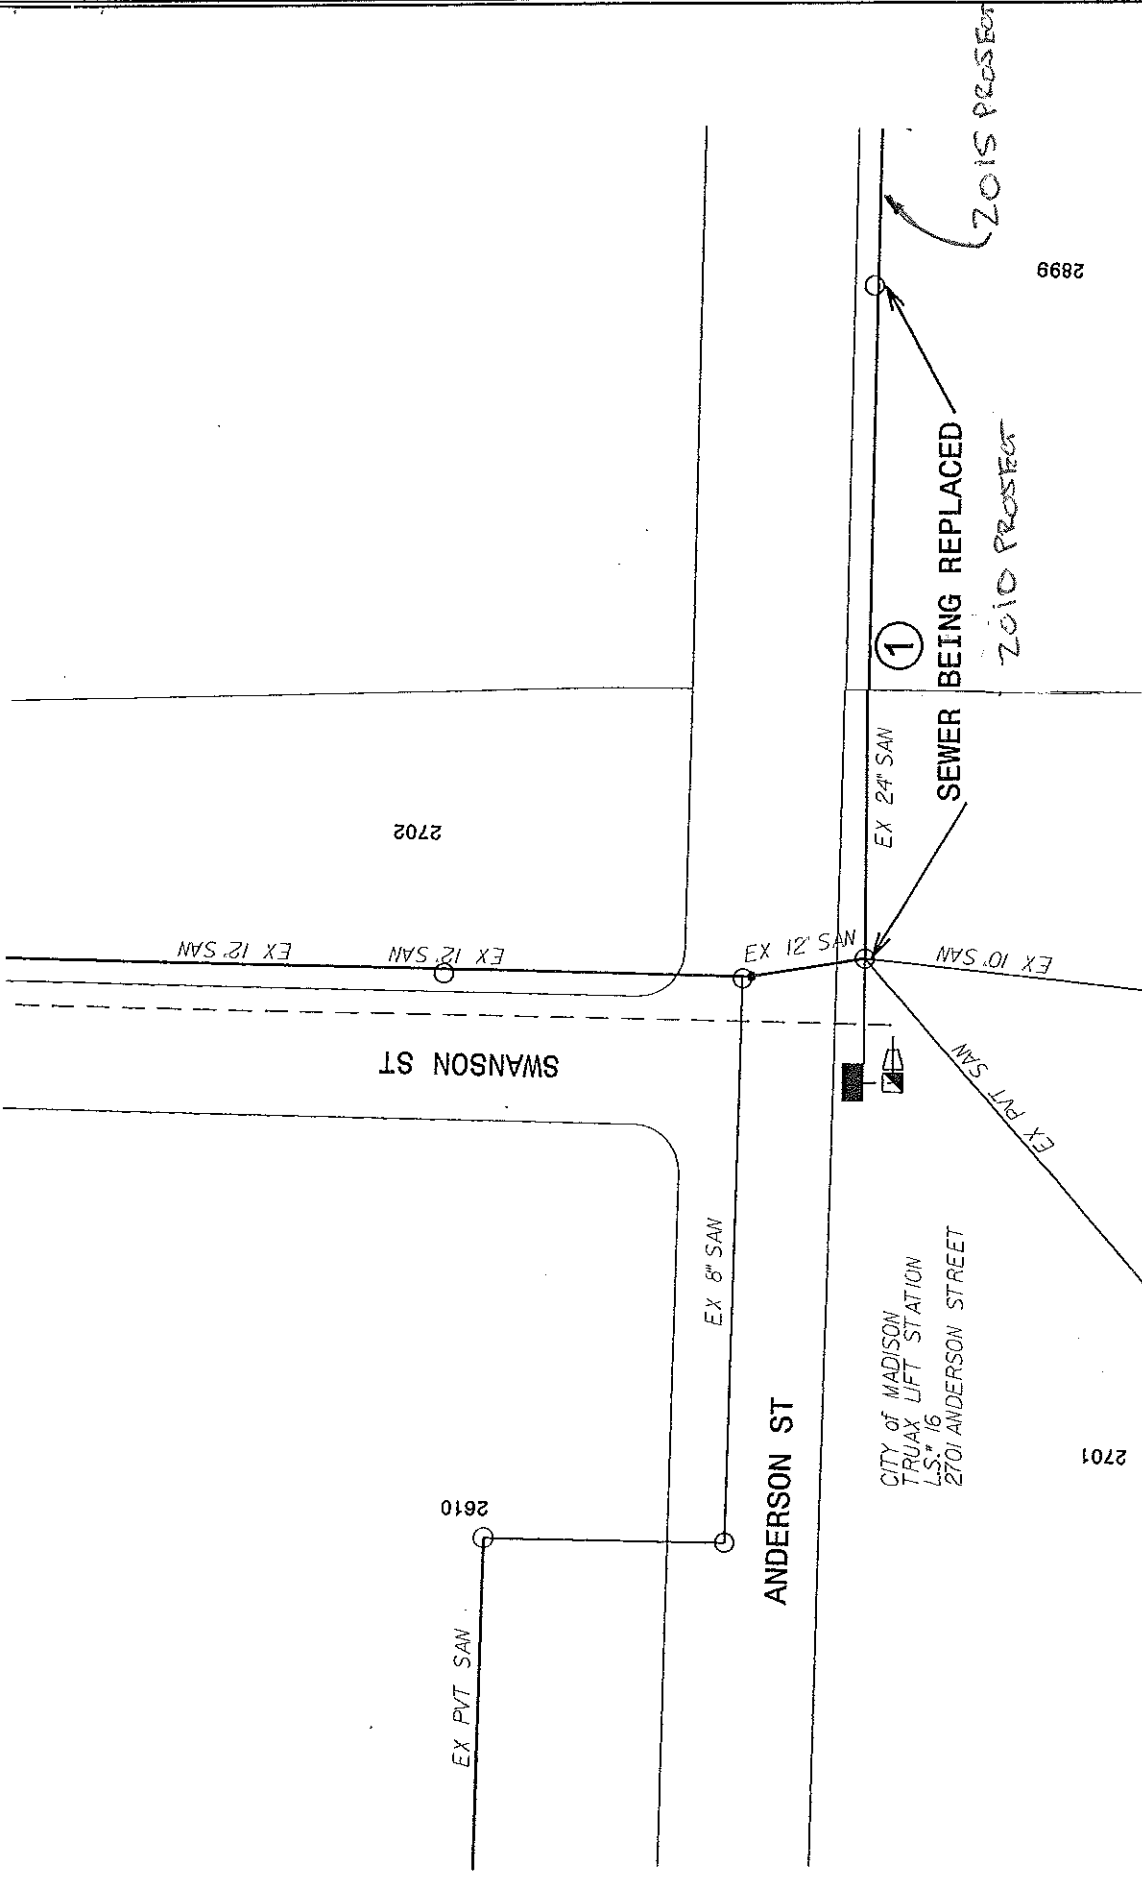 2015 PROJECT
2899
SEWER BEING REPLACED
2010 PROJECT
1
EX 24" SAN
2702
EX 12" SAN
EX 12" SAN
EX 12" SAN
EX 10" SAN
EX PVT SAN
SWANSON ST
EX 8" SAN
ANDERSON ST
CITY of MADISON
TRUAX LIFT STATION
L.S.# 16
2701 ANDERSON STREET
2701
2610
EX PVT SAN